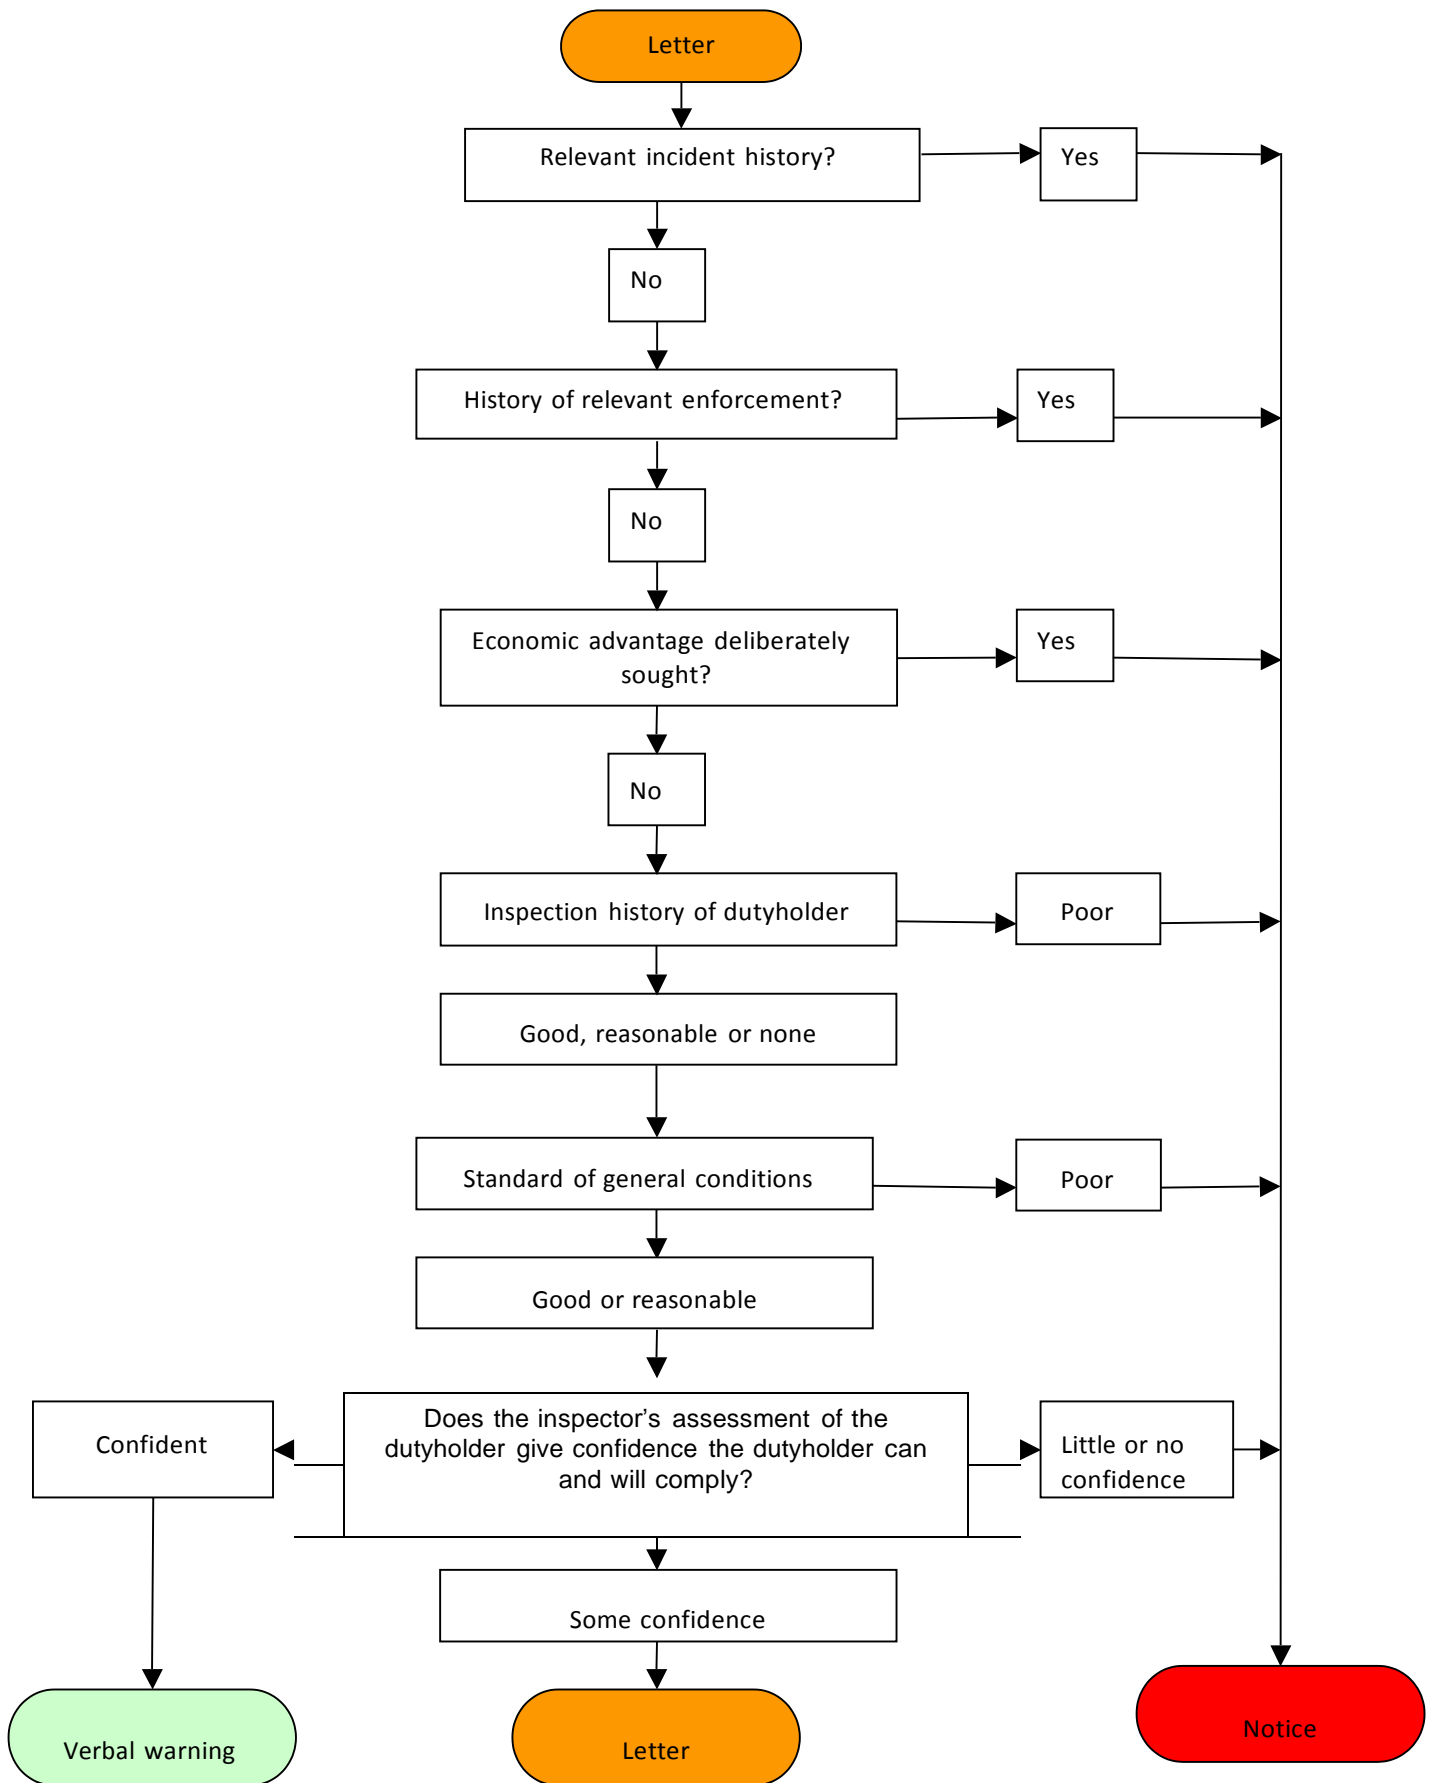 Letter
Relevant incident history?
Yes
No
History of relevant enforcement?
Yes
No
Economic advantage deliberately
sought?
Yes
No
Inspection history of dutyholder
Poor
Good, reasonable or none
Standard of general conditions
Poor
Good or reasonable
Confident
Does the inspector’s assessment of the
dutyholder give confidence the dutyholder can
and will comply?
Little or no
confidence
Some confidence
Verbal warning
Letter
Notice